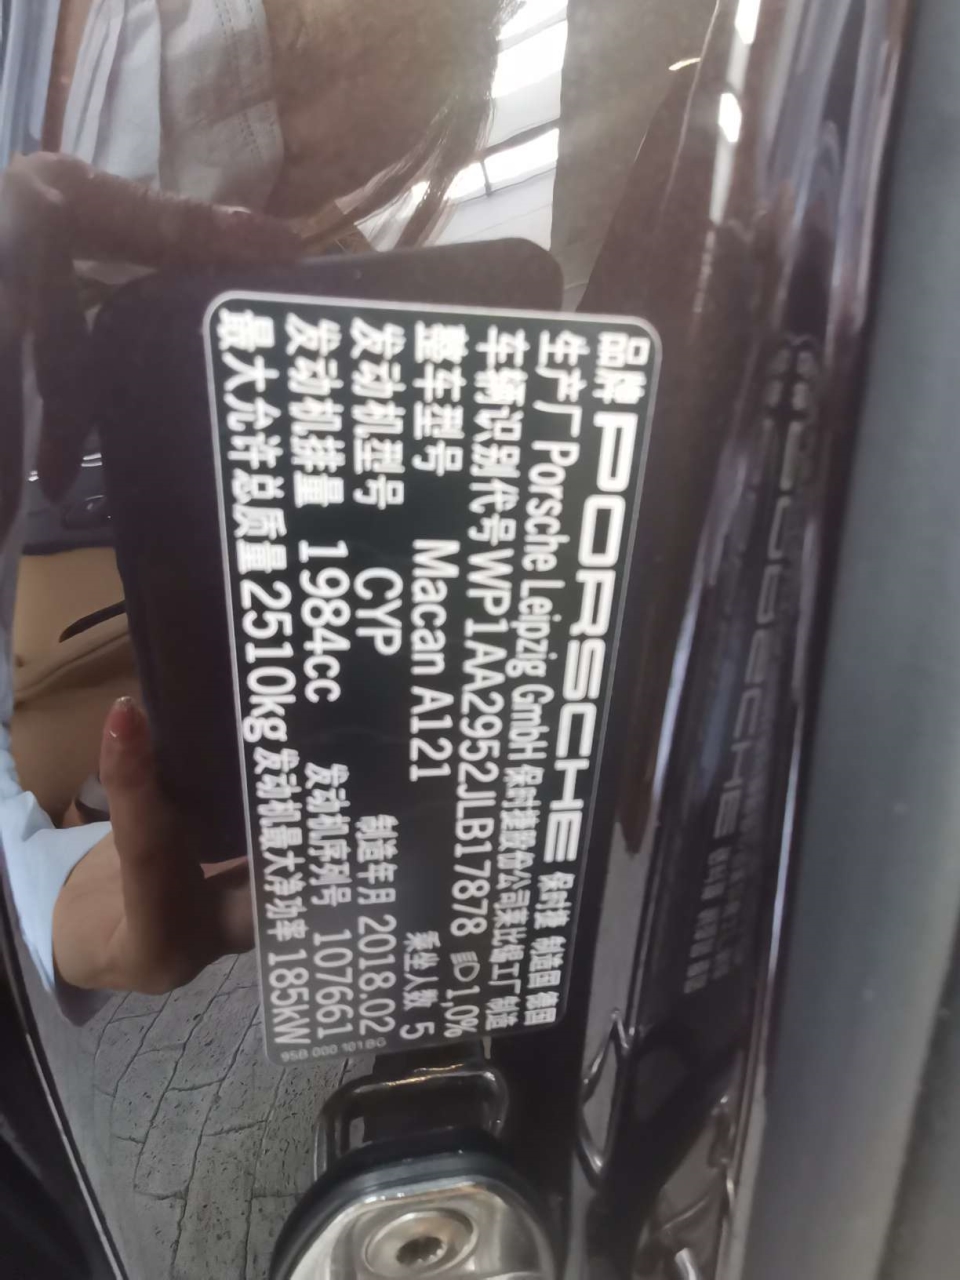 品牌 PORSCHE 保时捷 制造国 德国
生产厂 Porsche Leipzig GmbH 保时捷股份公司莱比锡工厂 制造
车辆识别代号 WP1AA2952JLB17878 1,0%
整车型号 Macan A121 乘坐人数 5
发动机型号 CYP 制造年月 2018.02
发动机排量 1984cc 发动机序列号 107661
最大允许总质量 2510kg 发动机最大净功率 185kW
95B 000 101 BG